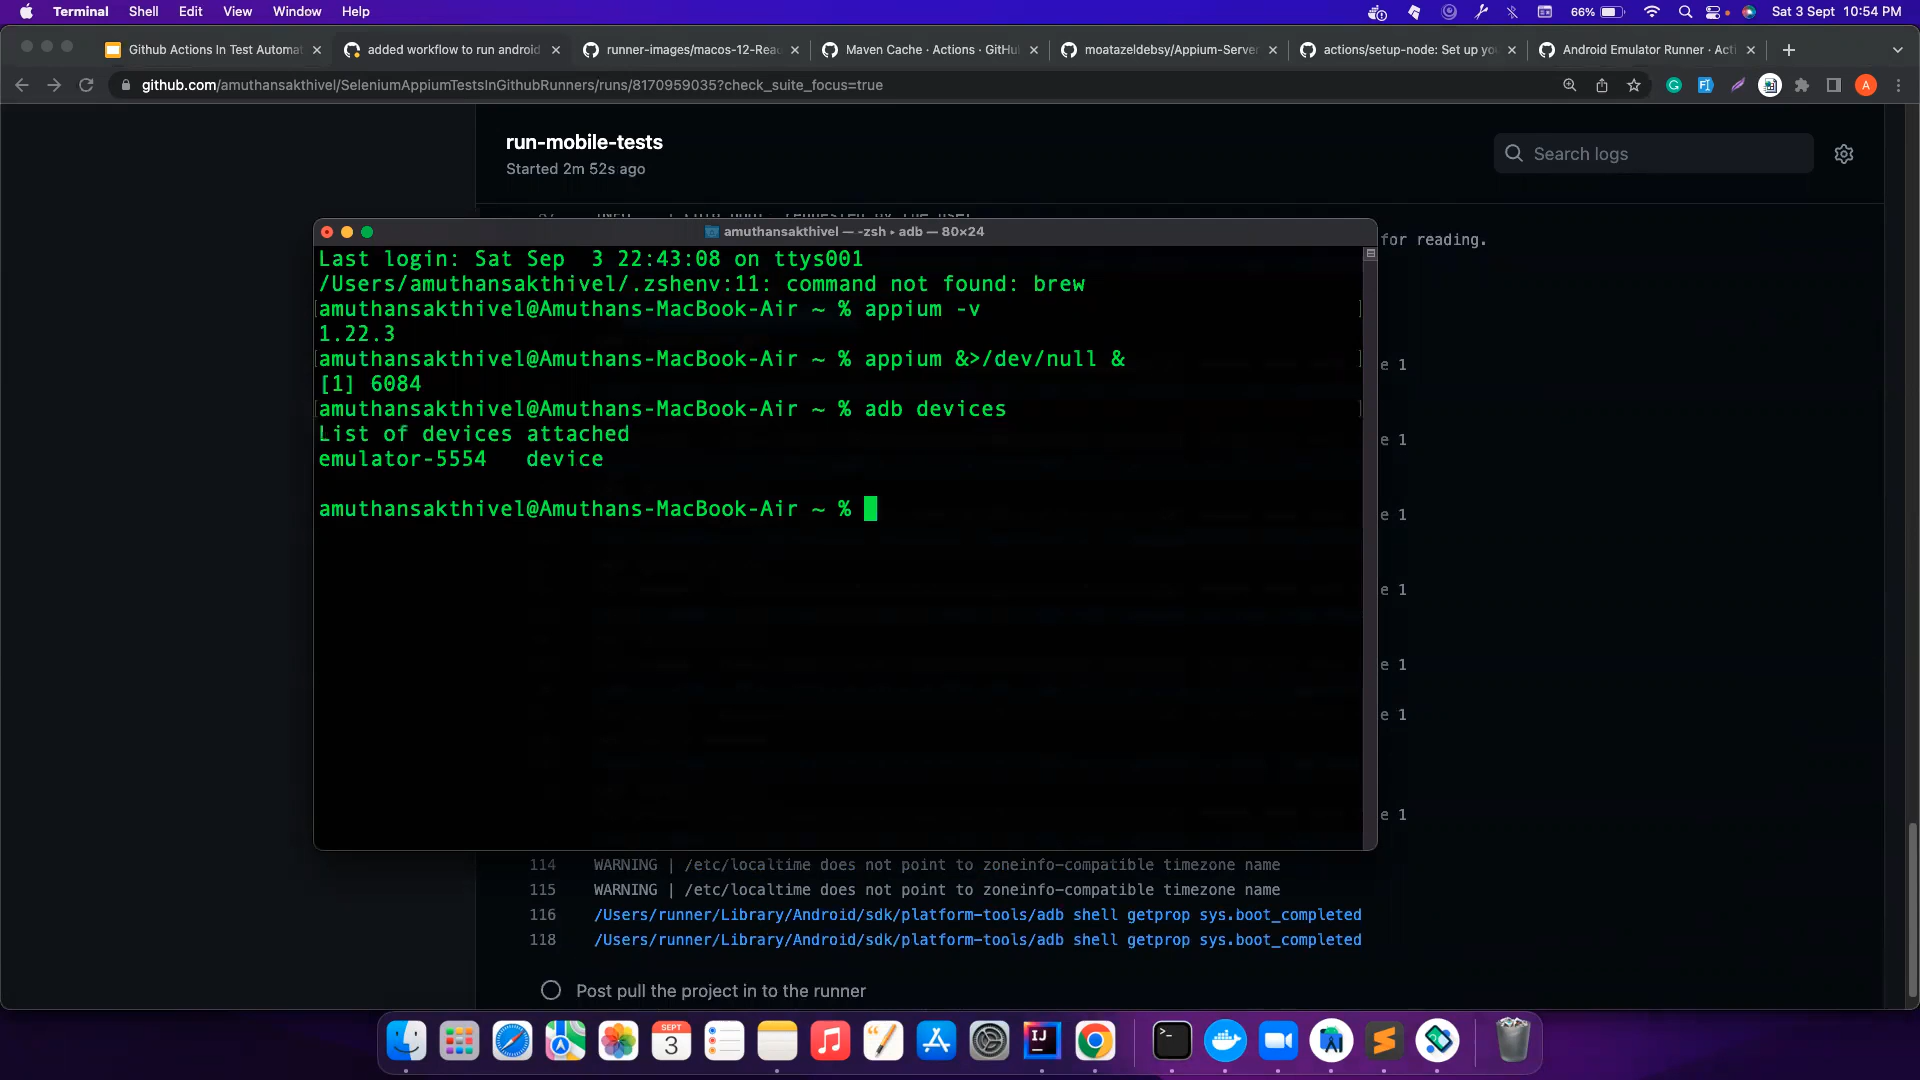 Terminal Shell Edit View Window Help 66% Sat 3 Sept 10:54 PM
Github Actions In Test Automat added workflow to run android runner-images/macos-12-Rea Maven Cache · Actions · GitHu moatazeldebsy/Appium-Server actions/setup-node: Set up yo Android Emulator Runner · Acti
github.com/amuthansakthivel/SeleniumAppiumTestsInGithubRunners/runs/8170959035?check_suite_focus=true
run-mobile-tests
Started 2m 52s ago
Search logs
amuthansakthivel — -zsh ▸ adb — 80×24
for reading.
Last login: Sat Sep  3 22:43:08 on ttys001
/Users/amuthansakthivel/.zshenv:11: command not found: brew
amuthansakthivel@Amuthans-MacBook-Air ~ % appium -v
1.22.3
amuthansakthivel@Amuthans-MacBook-Air ~ % appium &>/dev/null &
e 1
[1] 6084
amuthansakthivel@Amuthans-MacBook-Air ~ % adb devices
List of devices attached
e 1
emulator-5554   device
amuthansakthivel@Amuthans-MacBook-Air ~ %
e 1
e 1
e 1
e 1
e 1
114 WARNING | /etc/localtime does not point to zoneinfo-compatible timezone name
115 WARNING | /etc/localtime does not point to zoneinfo-compatible timezone name
116 /Users/runner/Library/Android/sdk/platform-tools/adb shell getprop sys.boot_completed
118 /Users/runner/Library/Android/sdk/platform-tools/adb shell getprop sys.boot_completed
Post pull the project in to the runner
SEPT
3